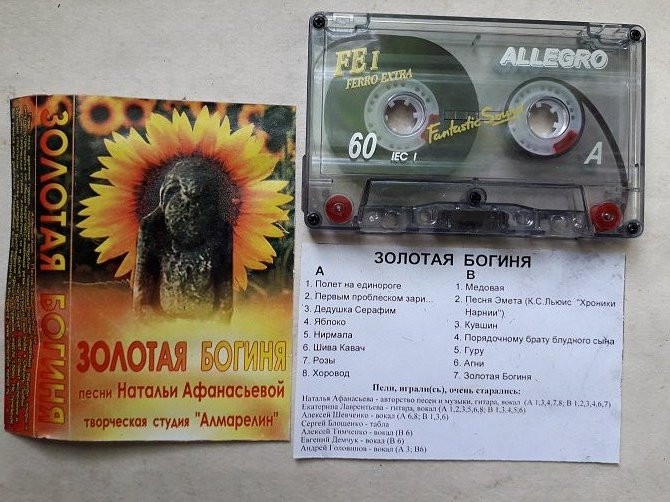 ЗОЛОТАЯ БОГИНЯ
ЗОЛОТАЯ БОГИНЯ
песни Натальи Афанасьевой
творческая студия "Алмарелин"
FE I
FERRO EXTRA
ALLEGRO
Fantastic Sound
60
IEC I
A
ЗОЛОТАЯ БОГИНЯ
А
1. Полет на единороге
2. Первым проблеском зари...
3. Дедушка Серафим
4. Яблоко
5. Нирмала
6. Шива Кавач
7. Розы
8. Хоровод
В
1. Медовая
2. Песня Эмета (К.С.Льюис "Хроники
Нарнии")
3. Кувшин
4. Порядочному брату блудного сына
5. Гуру
6. Агни
7. Золотая Богиня
Пели, играли(сь), очень старались:
Наталья Афанасьева - авторство песен и музыки, гитара, вокал (А 1,3,4,7,8; В 1,2,3,4,6,7)
Екатерина Лаврентьева - гитара, вокал (А 1,2,3,5,6,8; В 1,3,4,5,6)
Алексей Шевченко - вокал (А 6,8; В 1,3,6)
Сергей Блощенко - табла
Алексей Тимченко - вокал (В 6)
Евгений Демчук - вокал (В 6)
Андрей Головинов - вокал (А 3; В6)